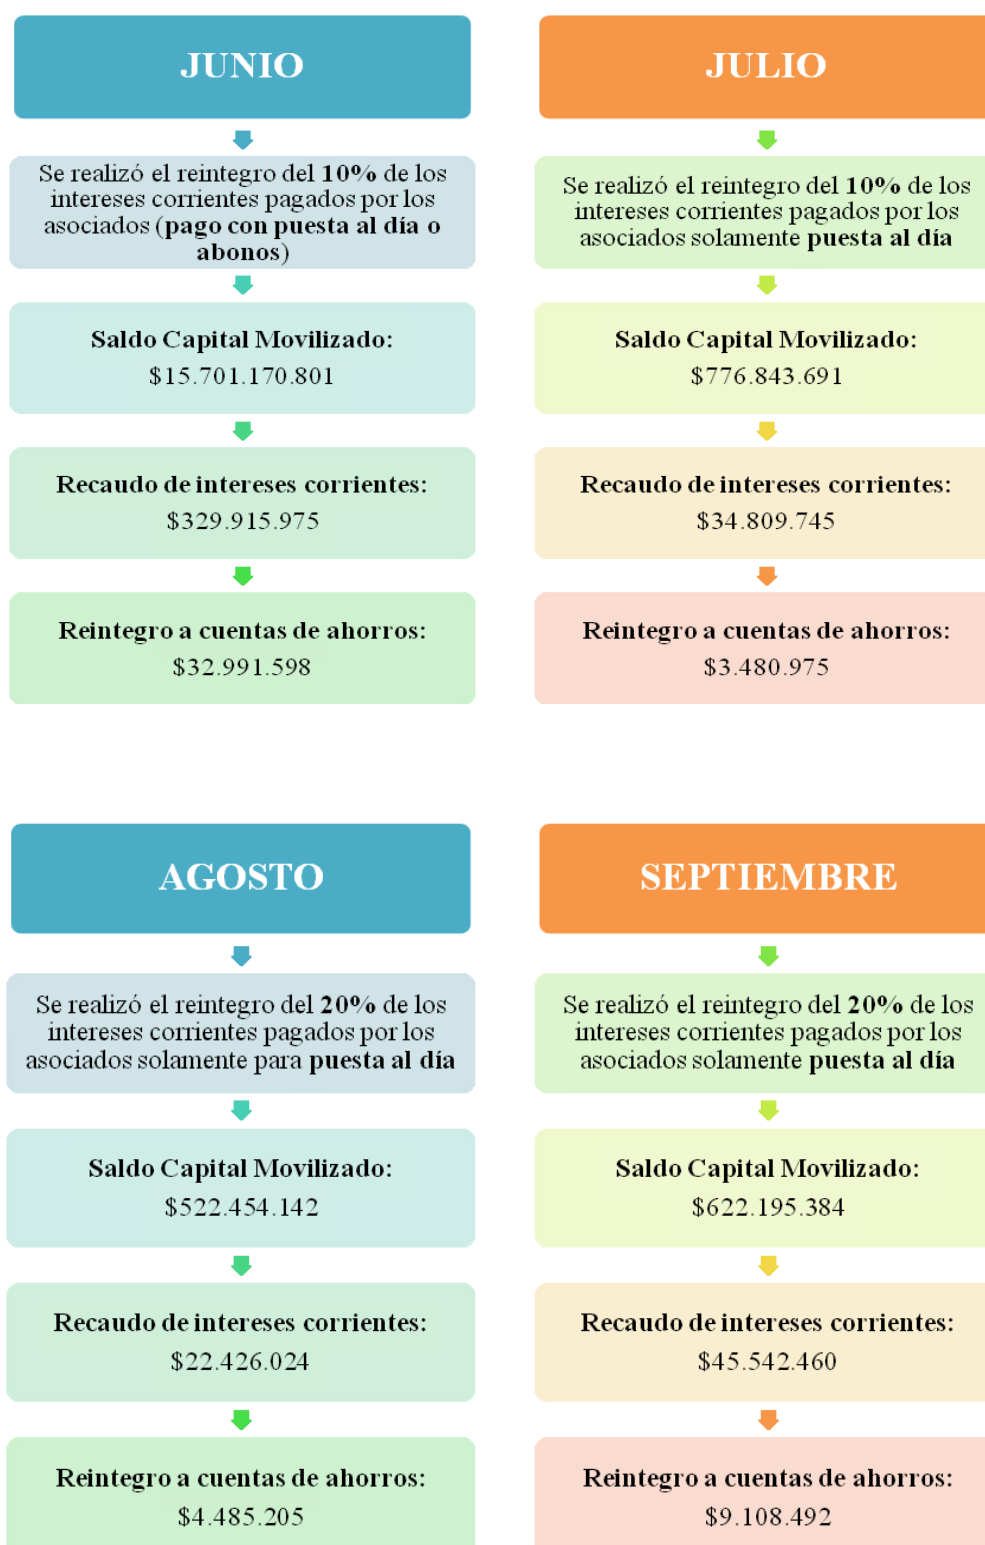 JUNIO
Se realizó el reintegro del 10% de los
intereses corrientes pagados por los
asociados (pago con puesta al día o
abonos)
Saldo Capital Movilizado:
$15.701.170.801
Recaudo de intereses corrientes:
$329.915.975
Reintegro a cuentas de ahorros:
$32.991.598
JULIO
Se realizó el reintegro del 10% de los
intereses corrientes pagados por los
asociados solamente puesta al día
Saldo Capital Movilizado:
$776.843.691
Recaudo de intereses corrientes:
$34.809.745
Reintegro a cuentas de ahorros:
$3.480.975
AGOSTO
Se realizó el reintegro del 20% de los
intereses corrientes pagados por los
asociados solamente para puesta al día
Saldo Capital Movilizado:
$522.454.142
Recaudo de intereses corrientes:
$22.426.024
Reintegro a cuentas de ahorros:
$4.485.205
SEPTIEMBRE
Se realizó el reintegro del 20% de los
intereses corrientes pagados por los
asociados solamente puesta al día
Saldo Capital Movilizado:
$622.195.384
Recaudo de intereses corrientes:
$45.542.460
Reintegro a cuentas de ahorros:
$9.108.492